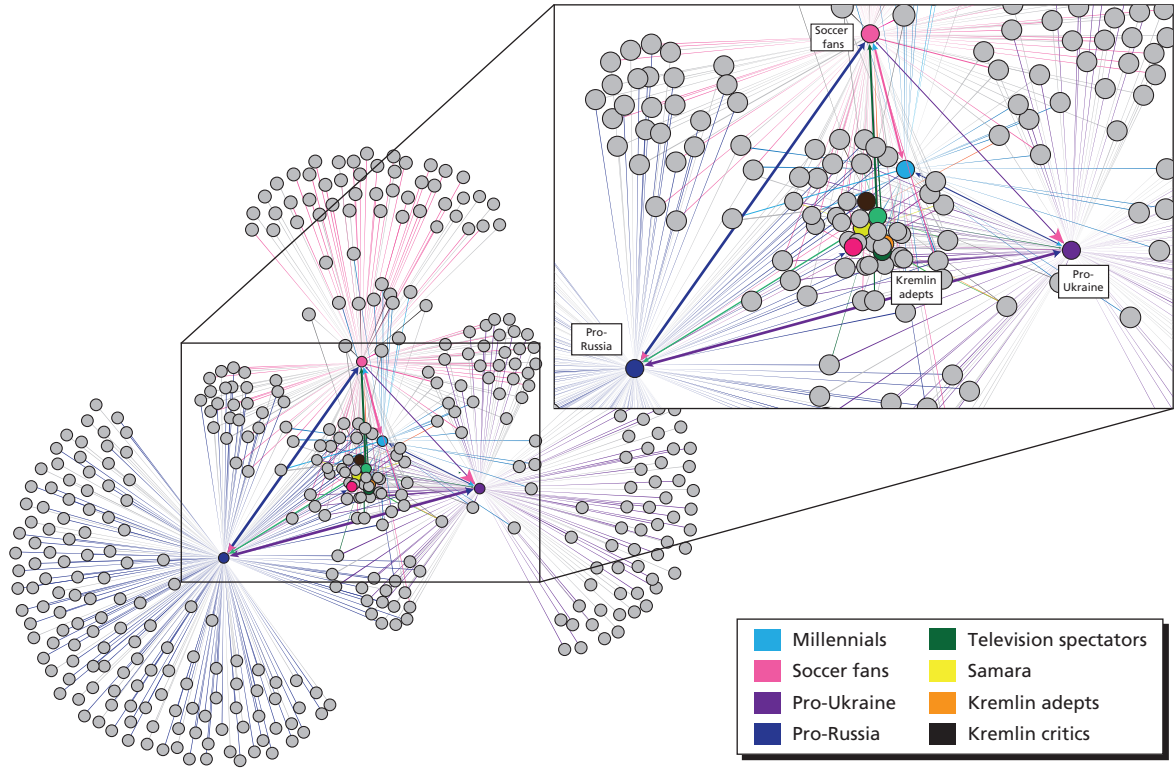 Soccer
fans
Kremlin
adepts
Pro-
Ukraine
Pro-
Russia
Millennials
Soccer fans
Pro-Ukraine
Pro-Russia
Television spectators
Samara
Kremlin adepts
Kremlin critics